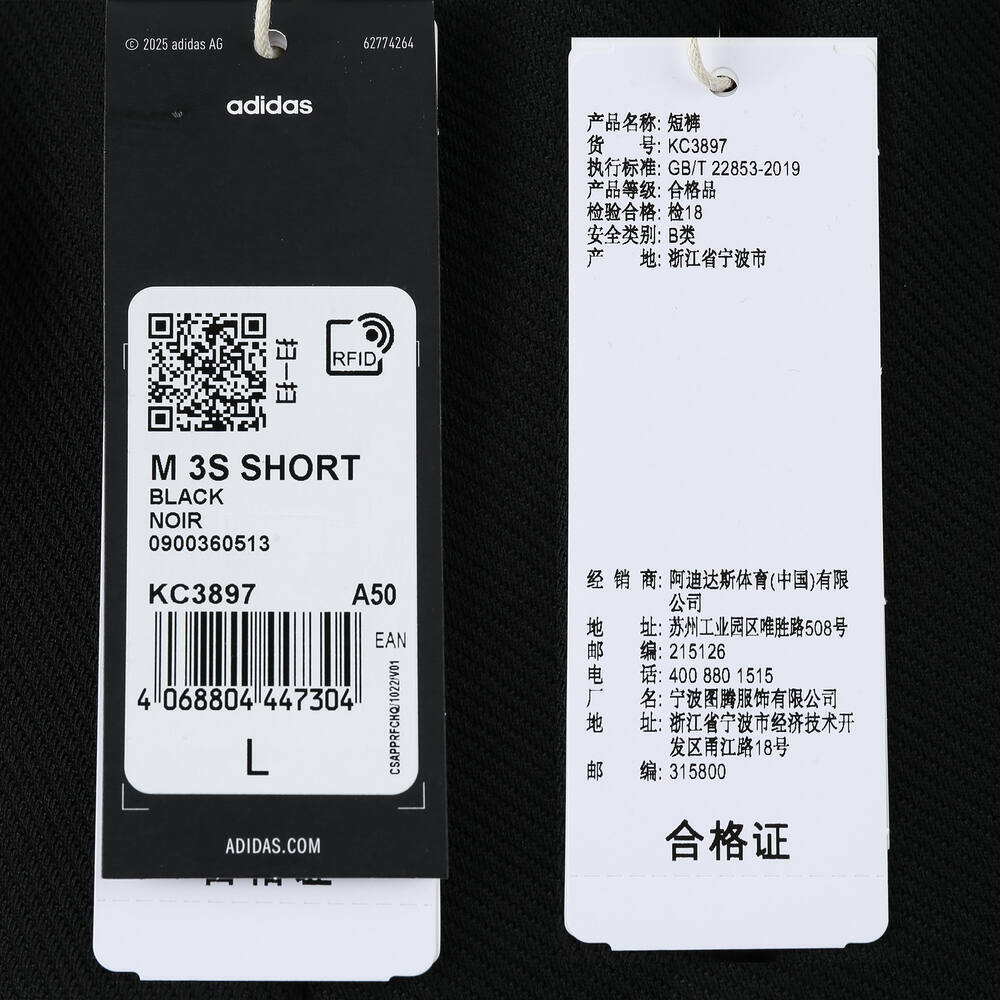 © 2025 adidas AG 62774264
adidas
扫一扫
RFID
M 3S SHORT
BLACK
NOIR
0900360513
KC3897 A50
EAN
4 068804 447304
CSAPPRFCHQ/1022/V01
L
ADIDAS.COM
产品名称: 短裤
货 号: KC3897
执行标准: GB/T 22853-2019
产品等级: 合格品
检验合格: 检18
安全类别: B类
产 地: 浙江省宁波市
经 销 商: 阿迪达斯体育(中国)有限
公司
地 址: 苏州工业园区唯胜路508号
邮 编: 215126
电 话: 400 880 1515
厂 名: 宁波图腾服饰有限公司
地 址: 浙江省宁波市经济技术开
发区甬江路18号
邮 编: 315800
合格证